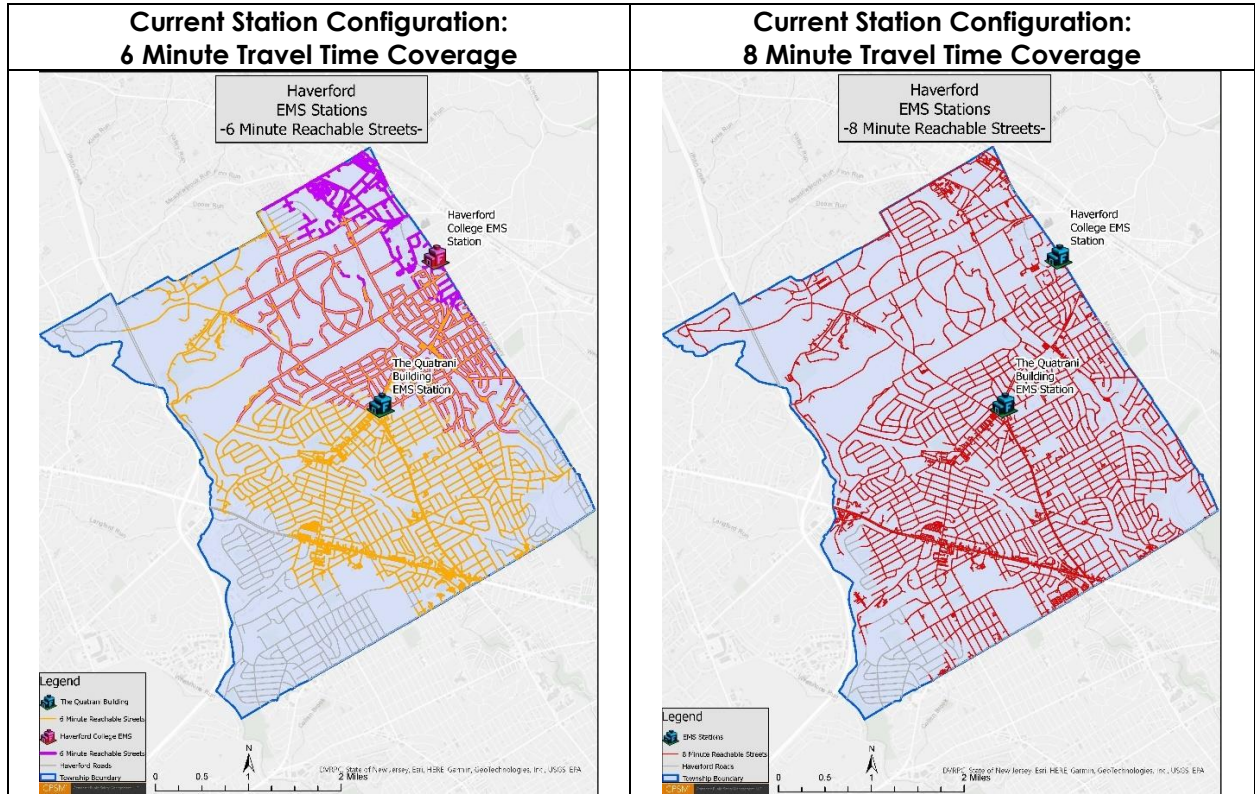 Current Station Configuration:
6 Minute Travel Time Coverage
Haverford
EMS Stations
-6 Minute Reachable Streets-
Haverford
College EMS
Station
The Quatrani
Building
EMS Station
Legend
The Quatrani Building
6 Minute Reachable Streets
Haverford College EMS
6 Minute Reachable Streets
Haverford Roads
Township Boundary
CPSM
N
0 0.5 1 2 Miles
DVRPC, State of New Jersey, Esri, HERE, Garmin, GeoTechnologies, Inc., USGS, EPA
Current Station Configuration:
8 Minute Travel Time Coverage
Haverford
EMS Stations
-8 Minute Reachable Streets-
Haverford
College EMS
Station
The Quatrani
Building
EMS Station
Legend
EMS Stations
8 Minute Reachable Streets
Haverford Roads
Township Boundary
CPSM
N
0 0.5 1 2 Miles
DVRPC, State of New Jersey, Esri, HERE, Garmin, GeoTechnologies, Inc., USGS, EPA